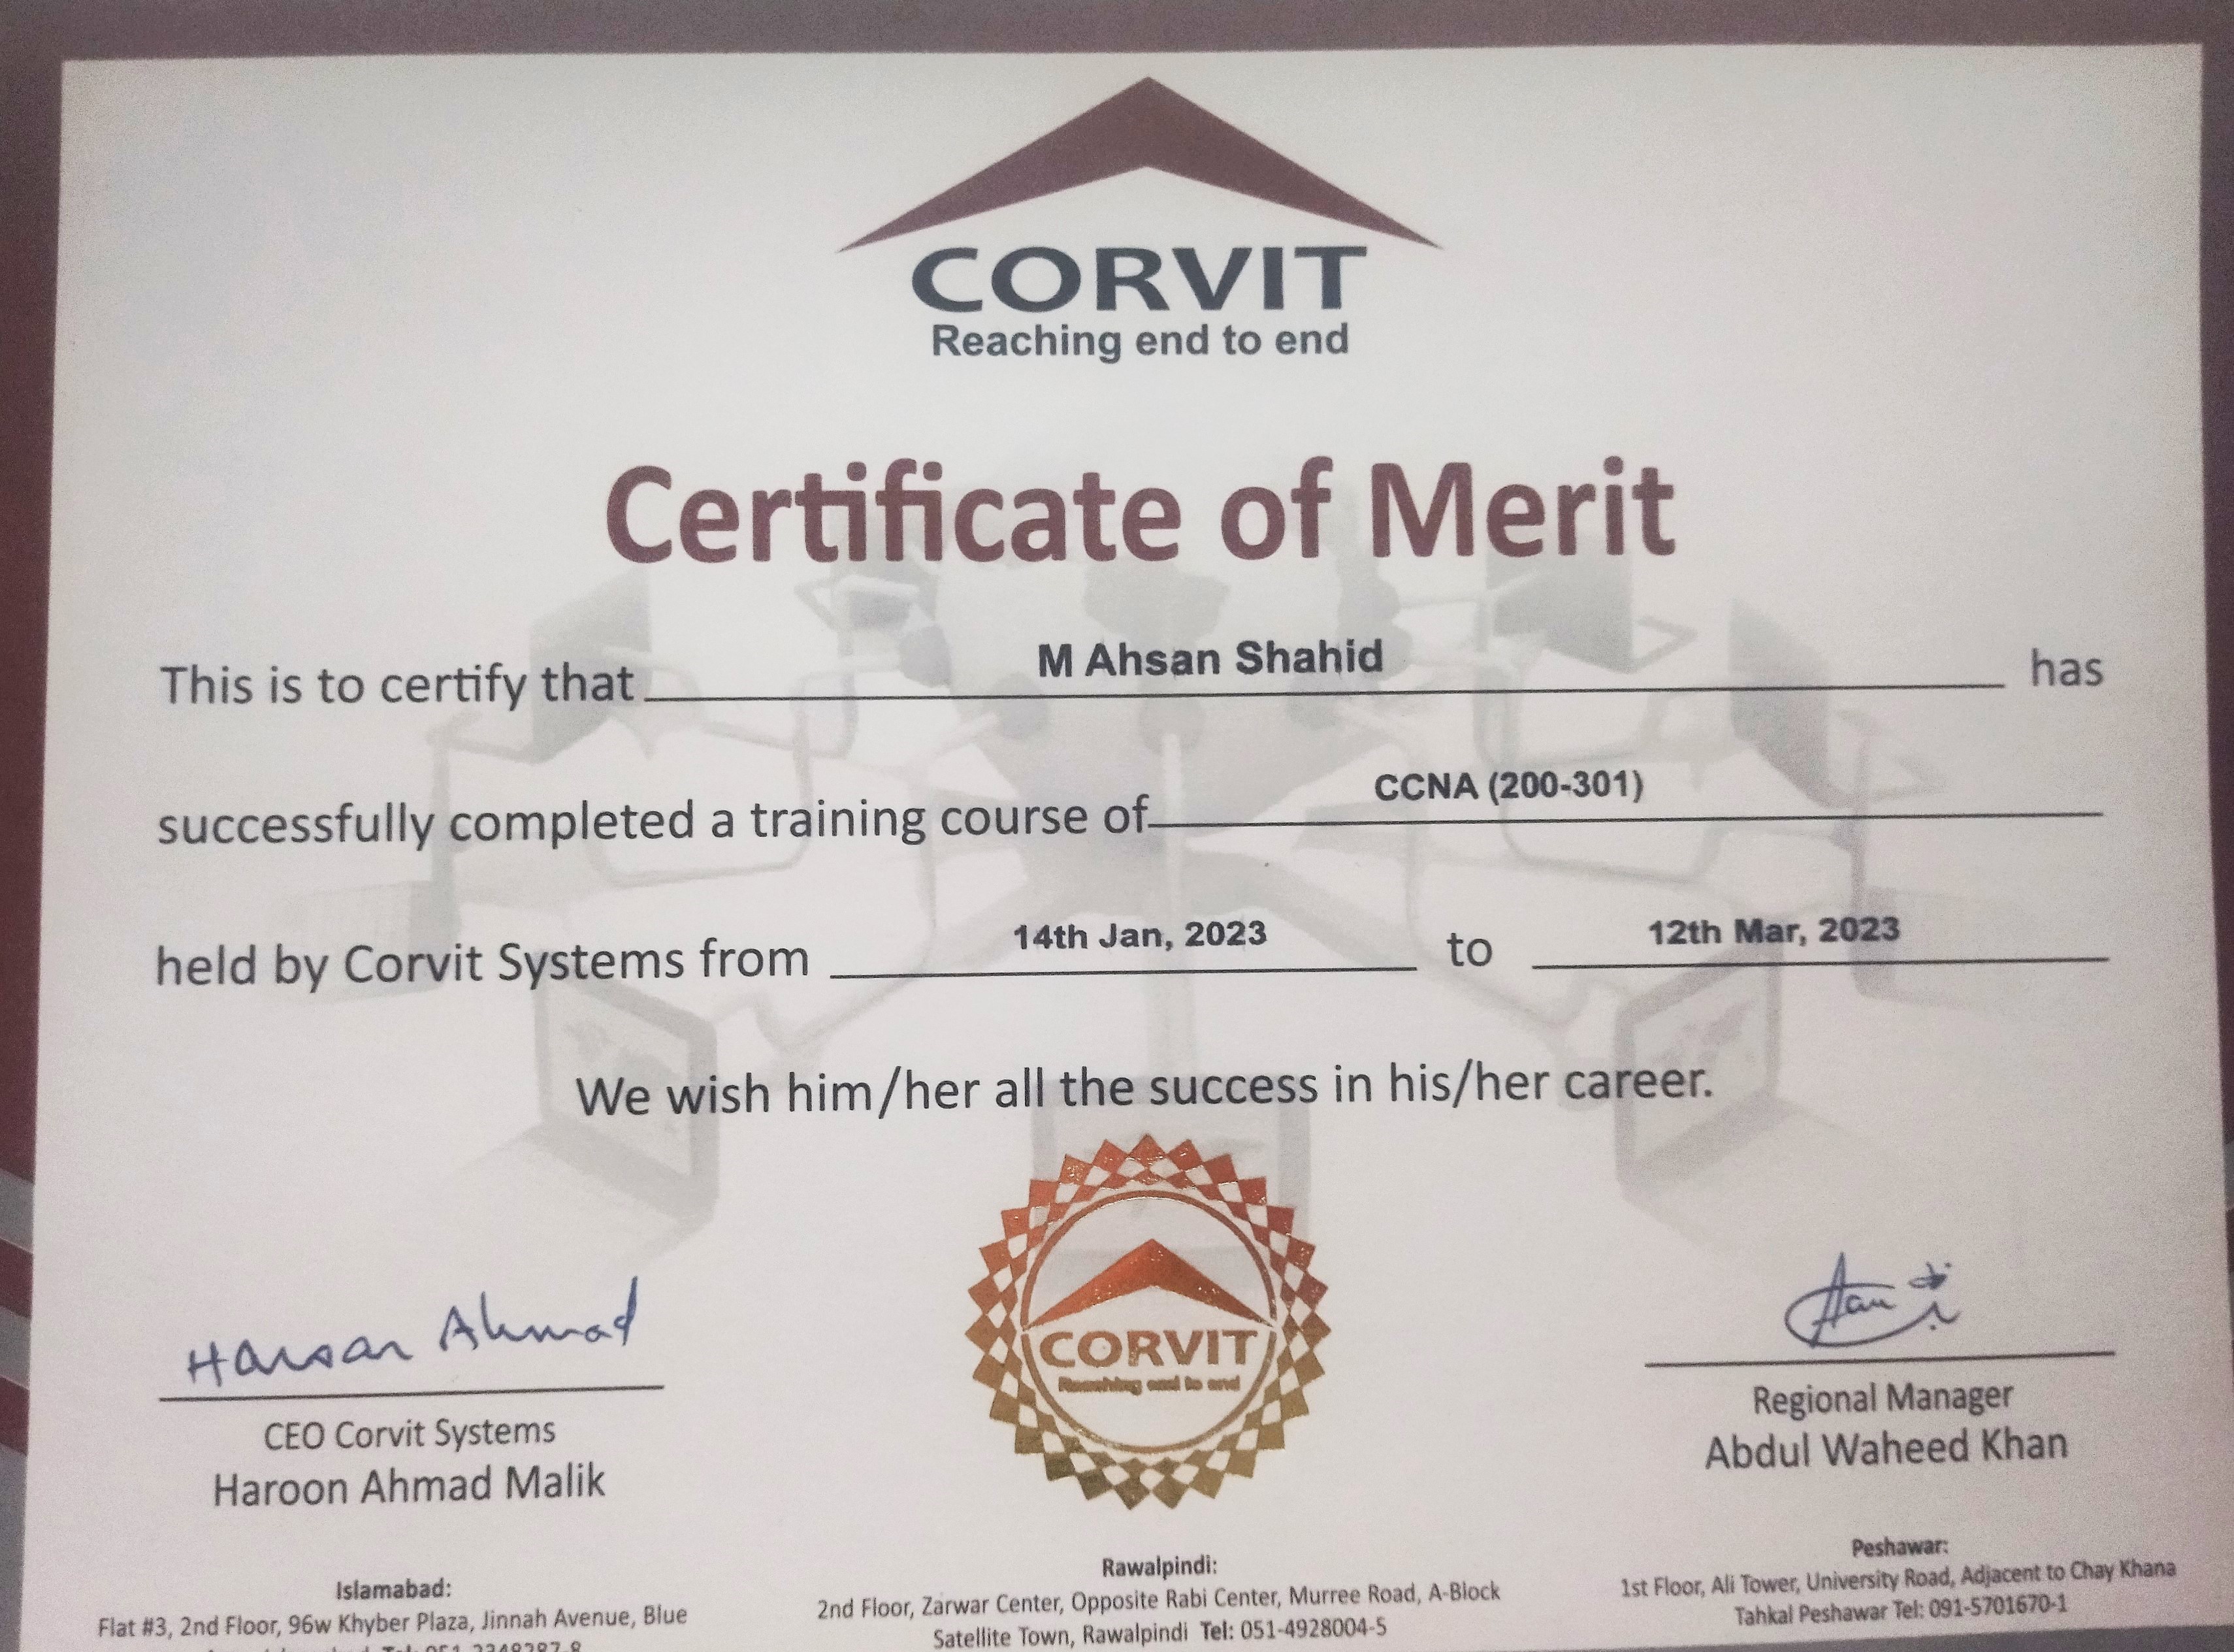 CORVIT
Reaching end to end
Certificate of Merit
This is to certify that M Ahsan Shahid has
successfully completed a training course of CCNA (200-301)
held by Corvit Systems from 14th Jan, 2023 to 12th Mar, 2023
We wish him/her all the success in his/her career.
CORVIT
Reaching end to end
Haroon Ahmad
CEO Corvit Systems
Haroon Ahmad Malik
Regional Manager
Abdul Waheed Khan
Islamabad:
Flat #3, 2nd Floor, 96w Khyber Plaza, Jinnah Avenue, Blue
Tel: 051-2348287-8
Rawalpindi:
2nd Floor, Zarwar Center, Opposite Rabi Center, Murree Road, A-Block
Satellite Town, Rawalpindi Tel: 051-4928004-5
Peshawar:
1st Floor, Ali Tower, University Road, Adjacent to Chay Khana
Tahkal Peshawar Tel: 091-5701670-1